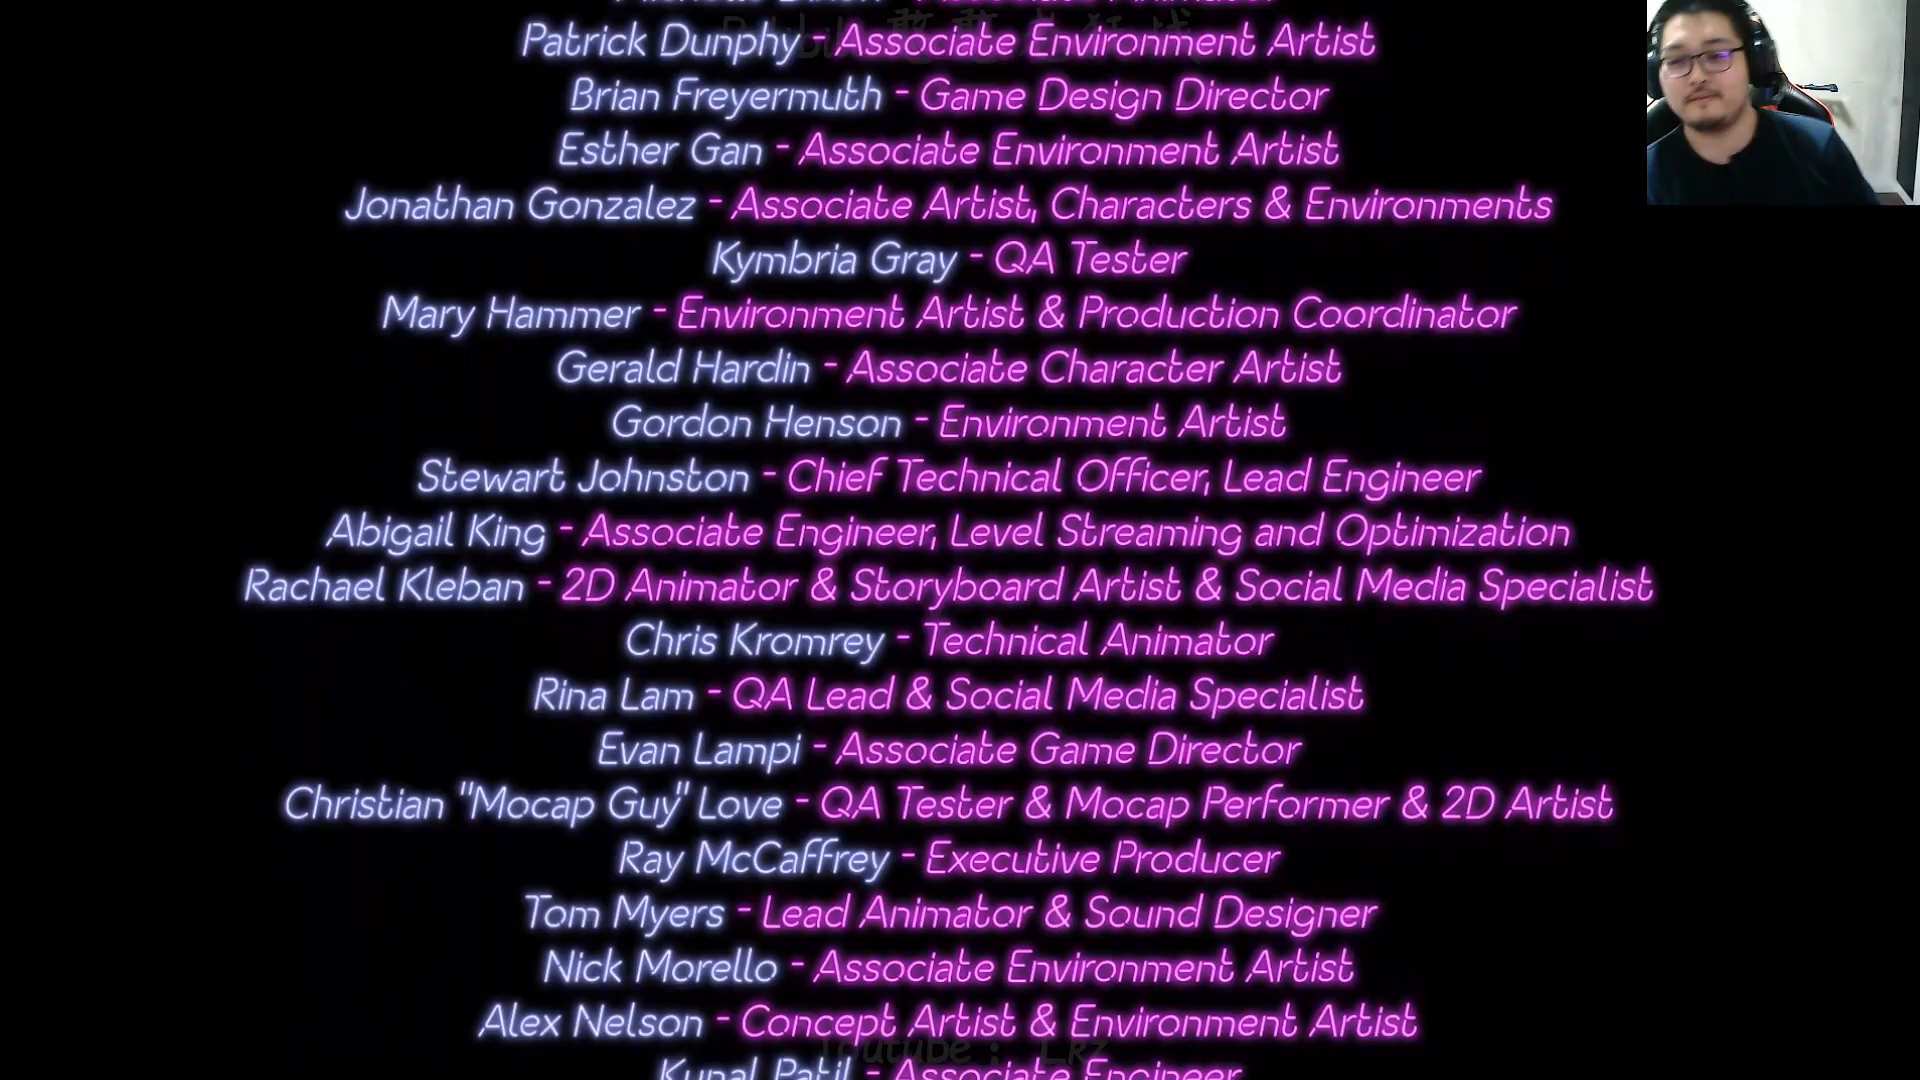 Patrick Dunphy - Associate Environment Artist
Brian Freyermuth - Game Design Director
Esther Gan - Associate Environment Artist
Jonathan Gonzalez - Associate Artist, Characters & Environments
Kymbria Gray - QA Tester
Mary Hammer - Environment Artist & Production Coordinator
Gerald Hardin - Associate Character Artist
Gordon Henson - Environment Artist
Stewart Johnston - Chief Technical Officer, Lead Engineer
Abigail King - Associate Engineer, Level Streaming and Optimization
Rachael Kleban - 2D Animator & Storyboard Artist & Social Media Specialist
Chris Kromrey - Technical Animator
Rina Lam - QA Lead & Social Media Specialist
Evan Lampi - Associate Game Director
Christian "Mocap Guy" Love - QA Tester & Mocap Performer & 2D Artist
Ray McCaffrey - Executive Producer
Tom Myers - Lead Animator & Sound Designer
Nick Morello - Associate Environment Artist
Alex Nelson - Concept Artist & Environment Artist
Youtube :
Kunal Patil - Associate Engineer